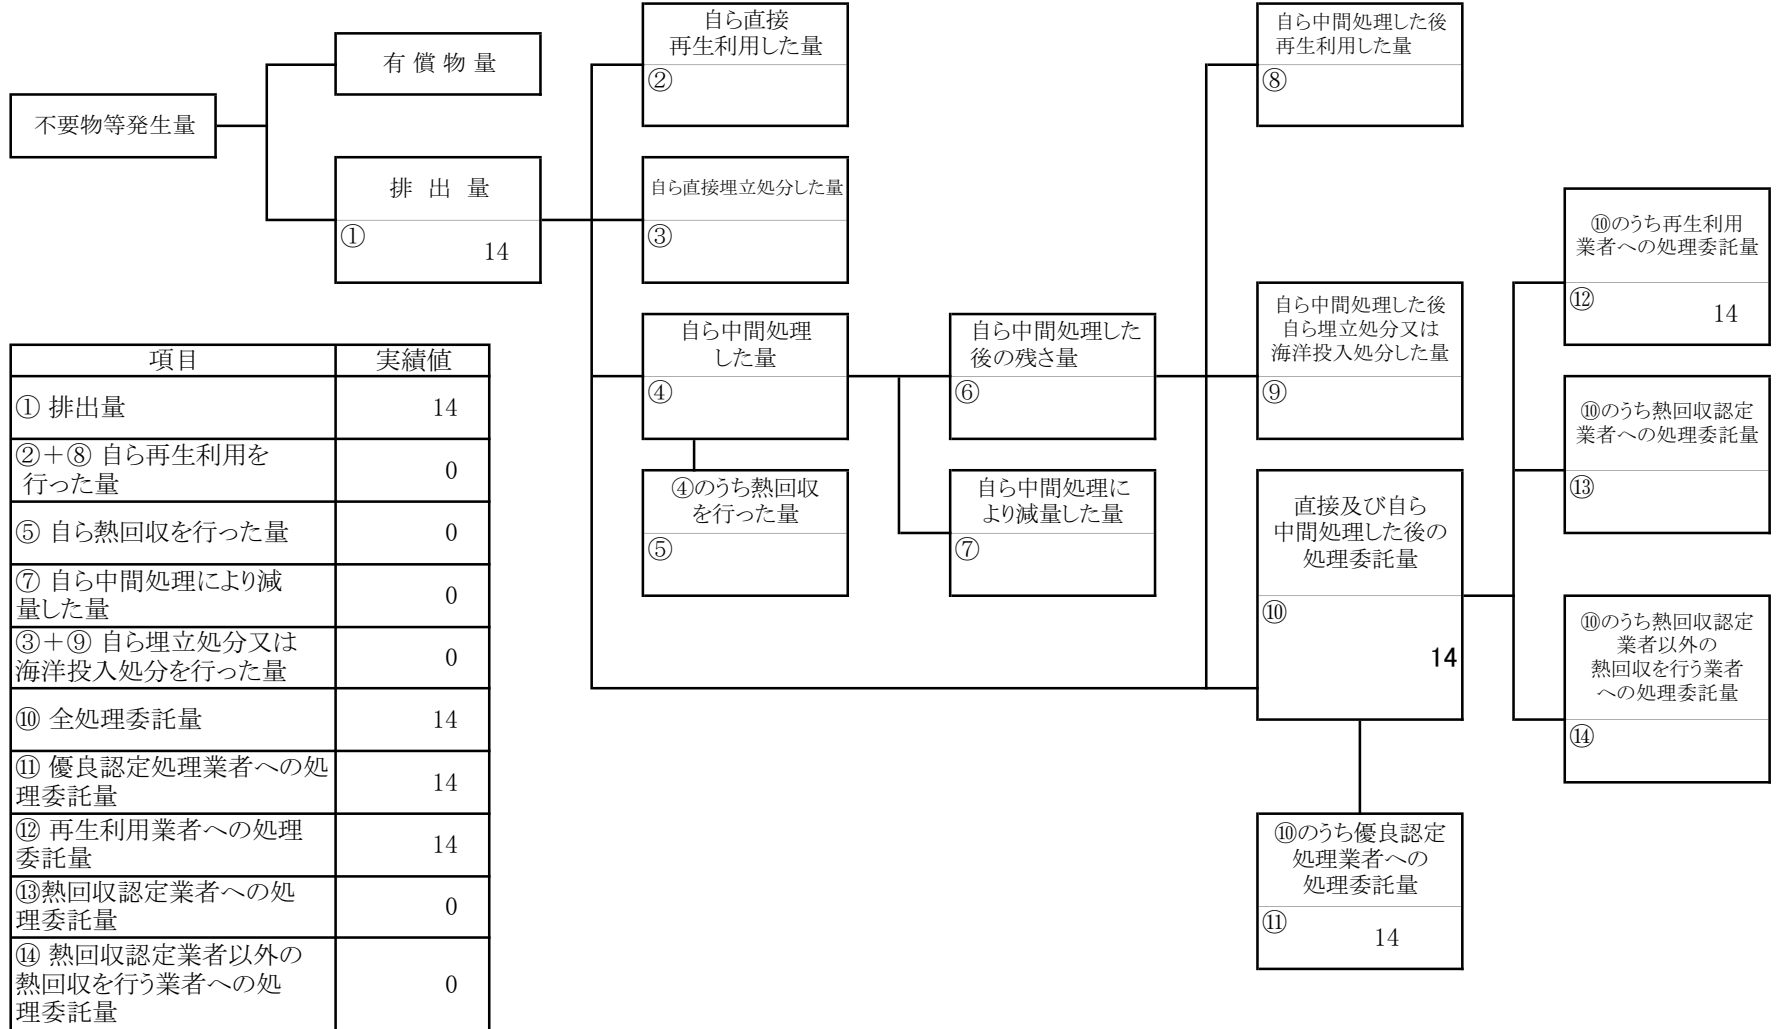 不要物等発生量
有 償 物 量
排 出 量
①
14
自ら直接
再生利用した量
②
自ら直接埋立処分した量
③
自ら中間処理
した量
④
④のうち熱回収
を行った量
⑤
自ら中間処理した
後の残さ量
⑥
自ら中間処理に
より減量した量
⑦
自ら中間処理した後
再生利用した量
⑧
自ら中間処理した後
自ら埋立処分又は
海洋投入処分した量
⑨
直接及び自ら
中間処理した後の
処理委託量
⑩
14
⑩のうち優良認定
処理業者への
処理委託量
⑪
14
⑩のうち再生利用
業者への処理委託量
⑫
14
⑩のうち熱回収認定
業者への処理委託量
⑬
⑩のうち熱回収認定
業者以外の
熱回収を行う業者
への処理委託量
⑭
項目 実績値
① 排出量 14
②＋⑧ 自ら再生利用を
行った量 0
⑤ 自ら熱回収を行った量 0
⑦ 自ら中間処理により減
量した量 0
③＋⑨ 自ら埋立処分又は
海洋投入処分を行った量 0
⑩ 全処理委託量 14
⑪ 優良認定処理業者への処
理委託量 14
⑫ 再生利用業者への処理
委託量 14
⑬熱回収認定業者への処
理委託量 0
⑭ 熱回収認定業者以外の
熱回収を行う業者への処
理委託量 0